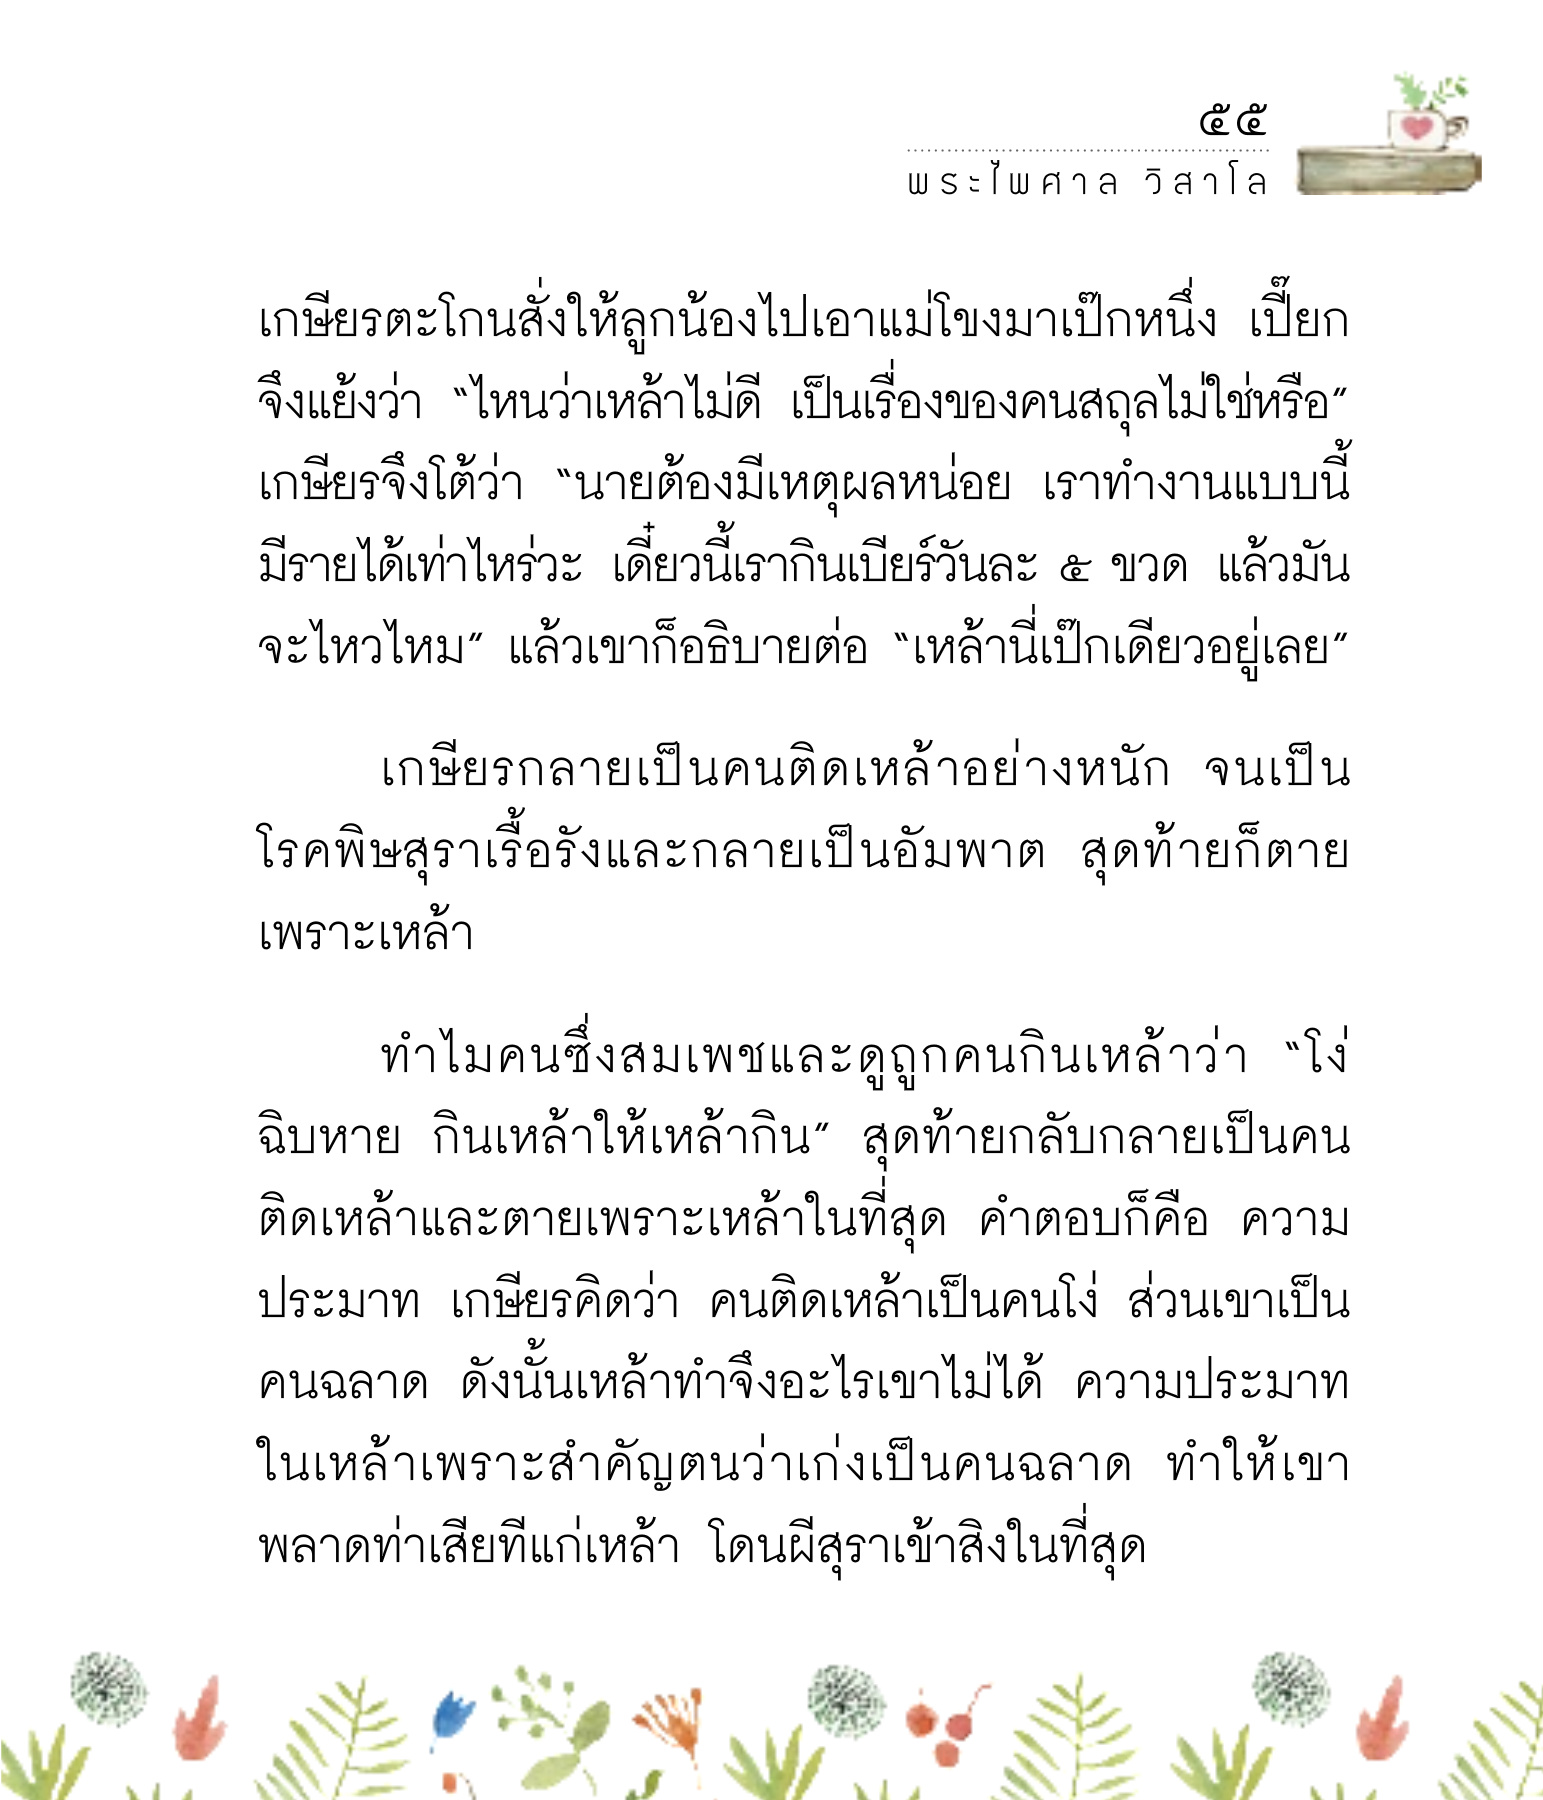 ๕๕
พระไพศาล วิสาโล
เกษียรตะโกนสั่งให้ลูกน้องไปเอาแม่โขงมาเป๊กหนึ่ง เปี๊ยก
จึงแย้งว่า “ไหนว่าเหล้าไม่ดี เป็นเรื่องของคนสถุลไม่ใช่หรือ”
เกษียรจึงโต้ว่า “นายต้องมีเหตุผลหน่อย เราทำงานแบบนี้
มีรายได้เท่าไหร่วะ เดี๋ยวนี้เรากินเบียร์วันละ ๕ ขวด แล้วมัน
จะไหวไหม” แล้วเขาก็อธิบายต่อ “เหล้านี่เป๊กเดียวอยู่เลย”
เกษียรกลายเป็นคนติดเหล้าอย่างหนัก จนเป็น
โรคพิษสุราเรื้อรังและกลายเป็นอัมพาต สุดท้ายก็ตาย
เพราะเหล้า
ทำไมคนซึ่งสมเพชและดูถูกคนกินเหล้าว่า “โง่
ฉิบหาย กินเหล้าให้เหล้ากิน” สุดท้ายกลับกลายเป็นคน
ติดเหล้าและตายเพราะเหล้าในที่สุด คำตอบก็คือ ความ
ประมาท เกษียรคิดว่า คนติดเหล้าเป็นคนโง่ ส่วนเขาเป็น
คนฉลาด ดังนั้นเหล้าทำจึงอะไรเขาไม่ได้ ความประมาท
ในเหล้าเพราะสำคัญตนว่าเก่งเป็นคนฉลาด ทำให้เขา
พลาดท่าเสียทีแก่เหล้า โดนผีสุราเข้าสิงในที่สุด